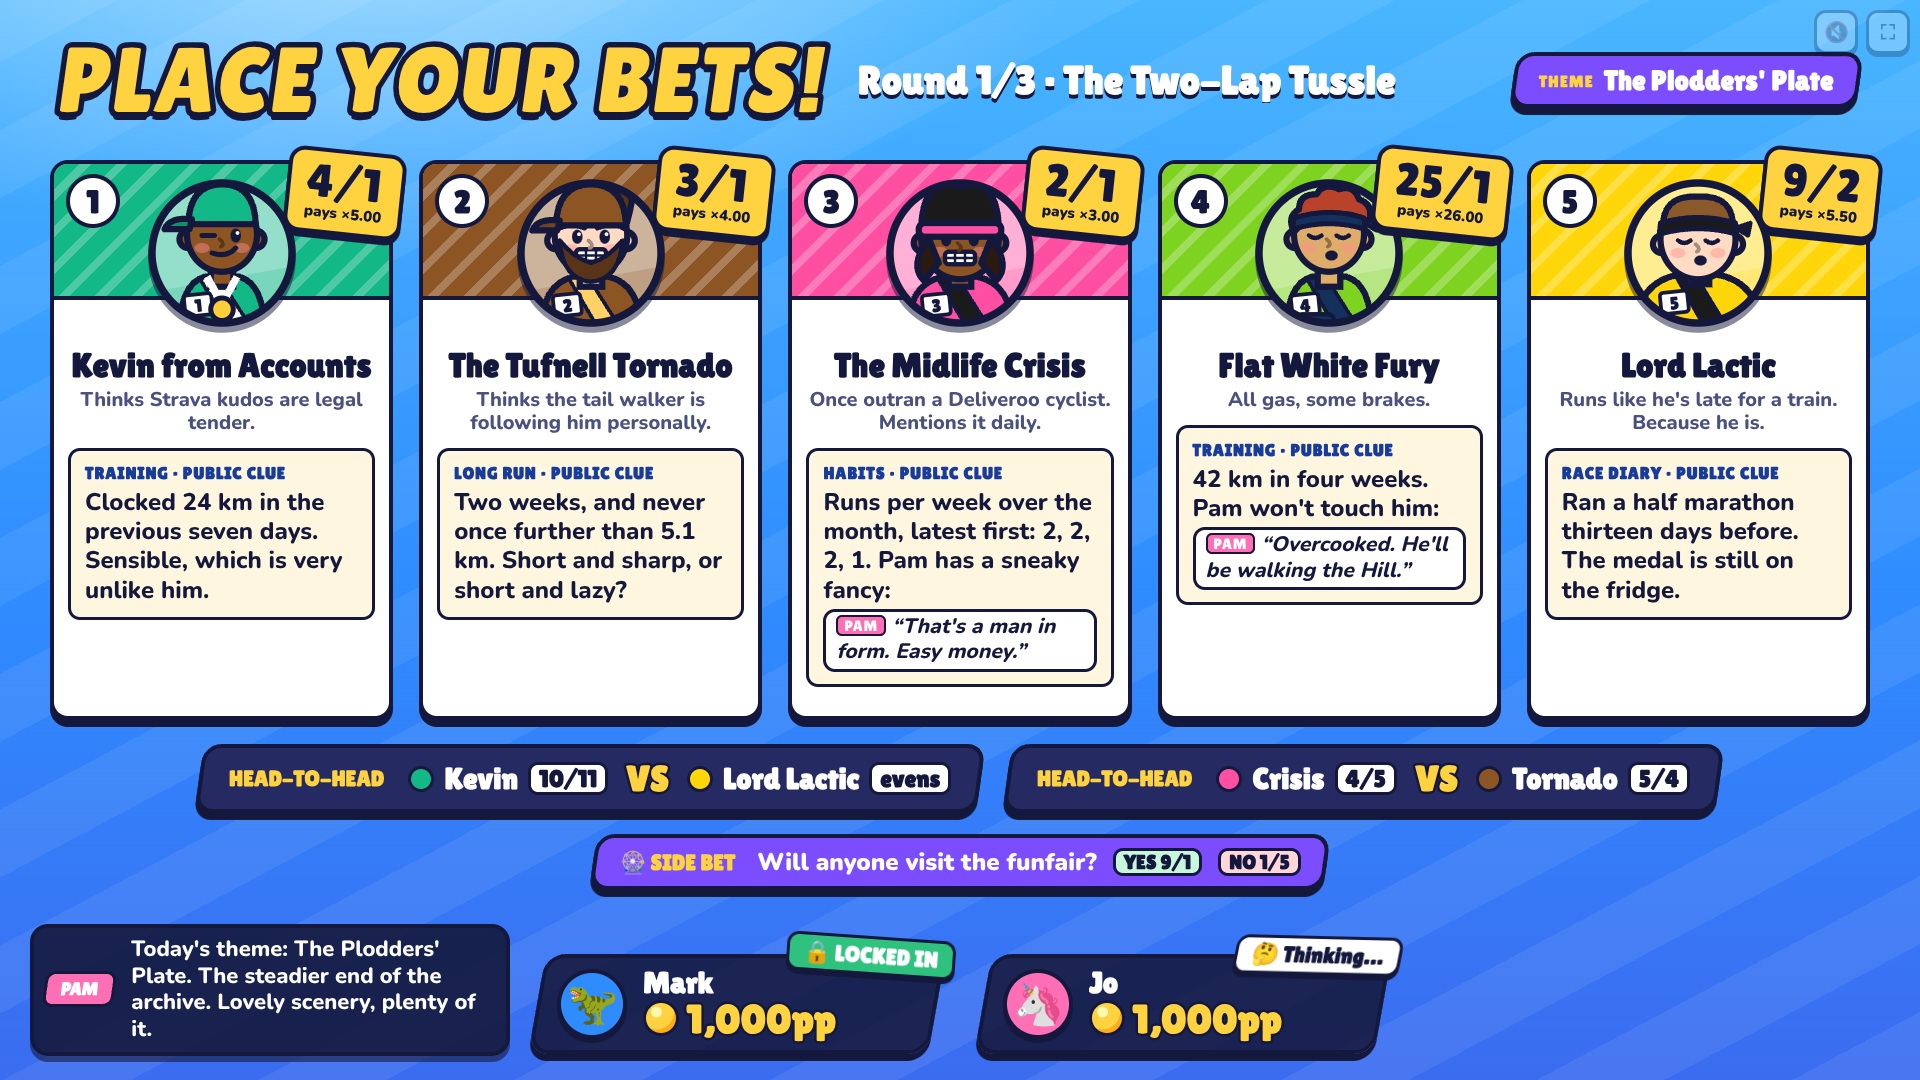 PLACE YOUR BETS!
Round 1/3 · The Two-Lap Tussle
THEME The Plodders' Plate
1
4/1
pays ×5.00
1
Kevin from Accounts
Thinks Strava kudos are legal
tender.
TRAINING · PUBLIC CLUE
Clocked 24 km in the
previous seven days.
Sensible, which is very
unlike him.
2
3/1
pays ×4.00
2
The Tufnell Tornado
Thinks the tail walker is
following him personally.
LONG RUN · PUBLIC CLUE
Two weeks, and never
once further than 5.1
km. Short and sharp, or
short and lazy?
3
2/1
pays ×3.00
3
The Midlife Crisis
Once outran a Deliveroo cyclist.
Mentions it daily.
HABITS · PUBLIC CLUE
Runs per week over the
month, latest first: 2, 2,
2, 1. Pam has a sneaky
fancy:
PAM “That's a man in
form. Easy money.”
4
25/1
pays ×26.00
4
Flat White Fury
All gas, some brakes.
TRAINING · PUBLIC CLUE
42 km in four weeks.
Pam won't touch him:
PAM “Overcooked. He'll
be walking the Hill.”
5
9/2
pays ×5.50
5
Lord Lactic
Runs like he's late for a train.
Because he is.
RACE DIARY · PUBLIC CLUE
Ran a half marathon
thirteen days before.
The medal is still on
the fridge.
HEAD-TO-HEAD Kevin 10/11 VS Lord Lactic evens
HEAD-TO-HEAD Crisis 4/5 VS Tornado 5/4
SIDE BET Will anyone visit the funfair? YES 9/1 NO 1/5
PAM
Today's theme: The Plodders'
Plate. The steadier end of the
archive. Lovely scenery, plenty of
it.
LOCKED IN
Mark
1,000pp
Thinking...
Jo
1,000pp